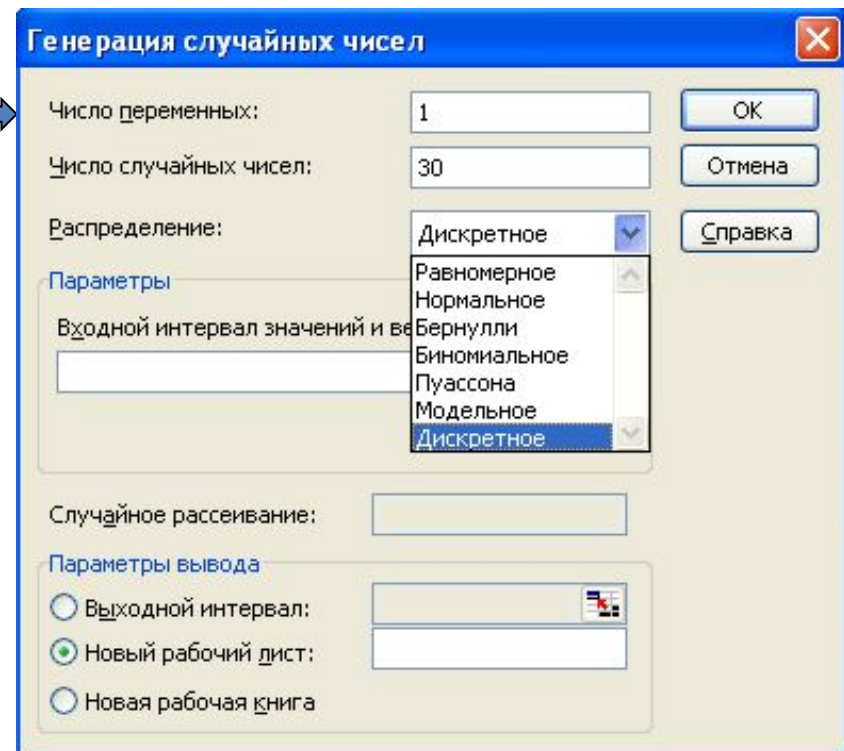 Генерация случайных чисел
Число переменных:
1
OK
Число случайных чисел:
30
Отмена
Распределение:
Дискретное
Справка
Параметры
Равномерное
Нормальное
Входной интервал значений и ве
Бернулли
Биномиальное
Пуассона
Модельное
Дискретное
Случайное рассеивание:
Параметры вывода
Выходной интервал:
Новый рабочий лист:
Новая рабочая книга